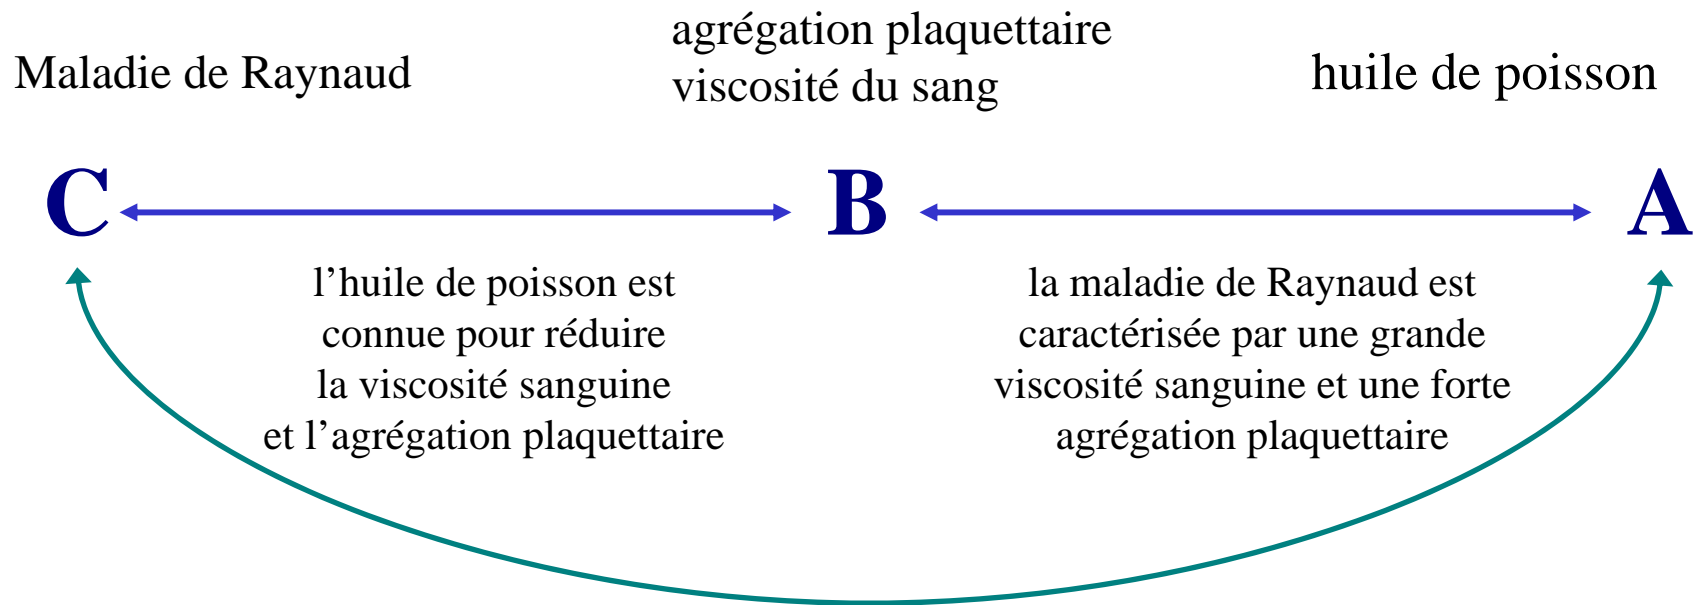 Maladie de Raynaud
agrégation plaquettaire
viscosité du sang
huile de poisson
C
B
A
l’huile de poisson est
connue pour réduire
la viscosité sanguine
et l’agrégation plaquettaire
la maladie de Raynaud est
caractérisée par une grande
viscosité sanguine et une forte
agrégation plaquettaire